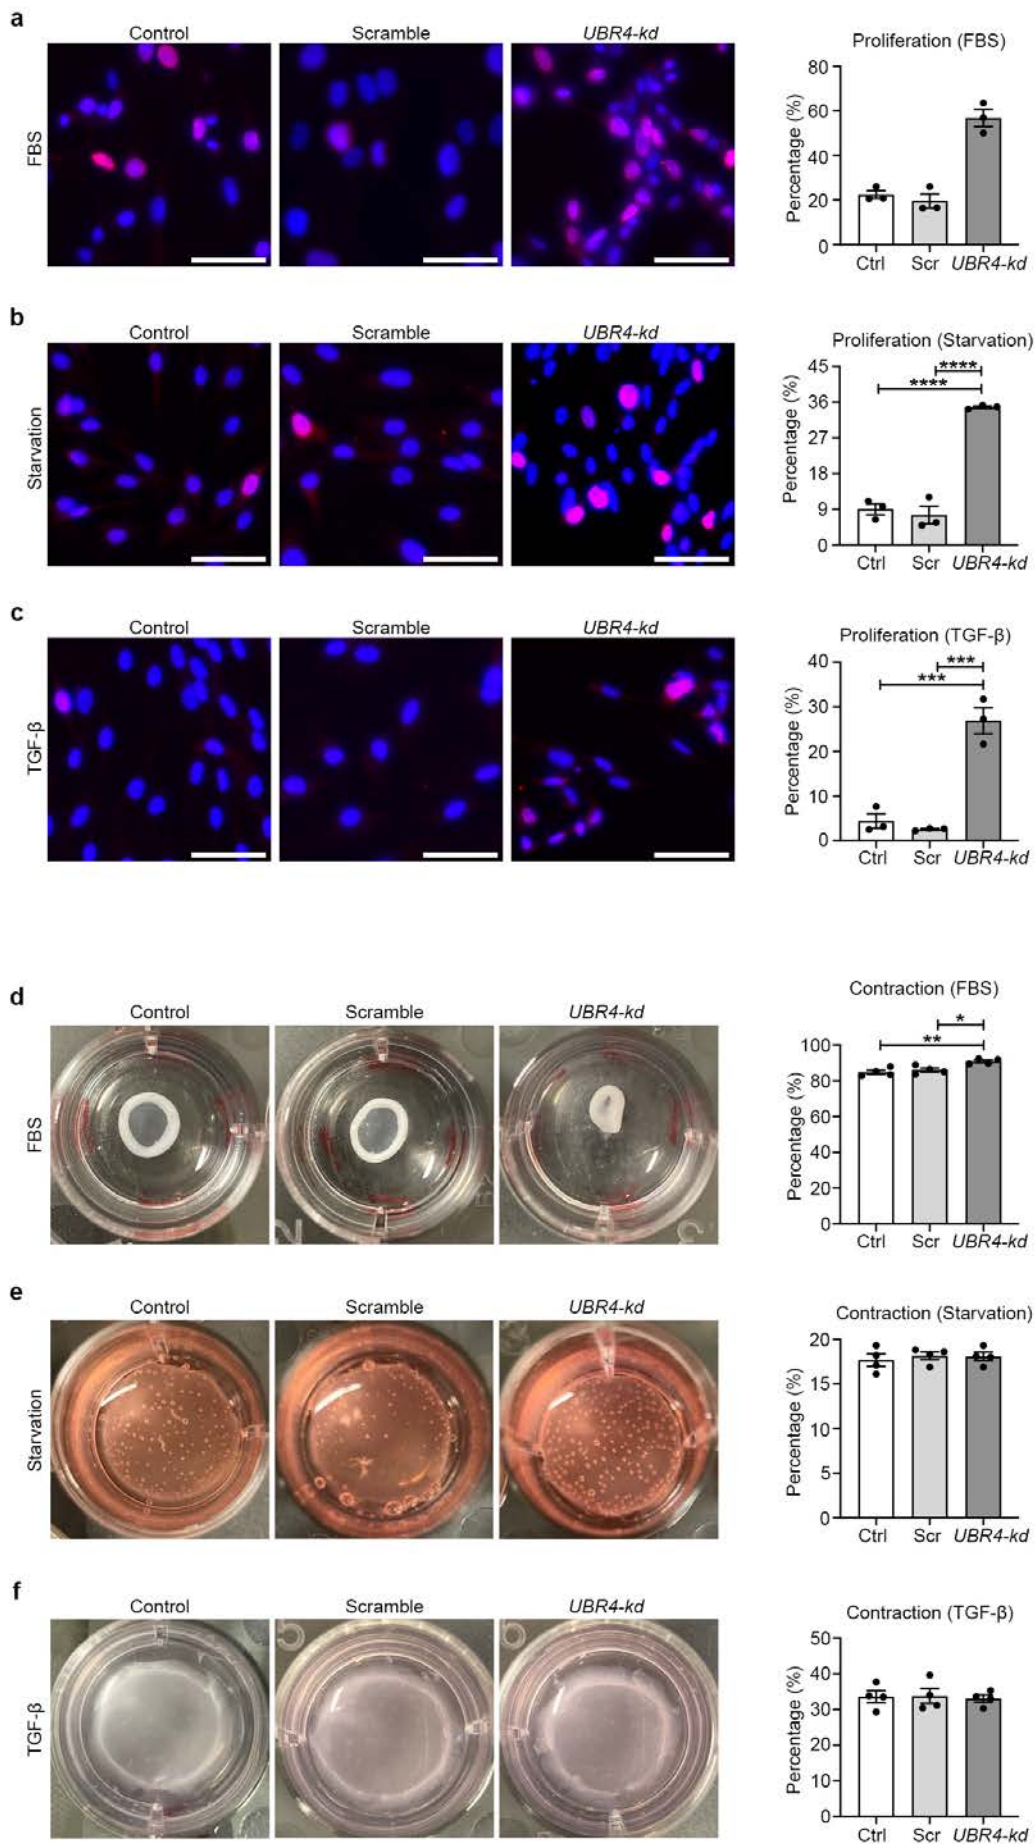 a
Control Scramble UBR4-kd
FBS
Proliferation (FBS)
Percentage (%)
80
60
40
20
0
Ctrl Scr UBR4-kd
b
Control Scramble UBR4-kd
Starvation
Proliferation (Starvation)
Percentage (%)
45
36
27
18
9
0
****
****
Ctrl Scr UBR4-kd
c
Control Scramble UBR4-kd
TGF-β
Proliferation (TGF-β)
Percentage (%)
40
30
20
10
0
***
***
Ctrl Scr UBR4-kd
d
Control Scramble UBR4-kd
FBS
Contraction (FBS)
Percentage (%)
100
80
60
40
20
0
*
**
Ctrl Scr UBR4-kd
e
Control Scramble UBR4-kd
Starvation
Contraction (Starvation)
Percentage (%)
20
15
10
5
0
Ctrl Scr UBR4-kd
f
Control Scramble UBR4-kd
TGF-β
Contraction (TGF-β)
Percentage (%)
50
40
30
20
10
0
Ctrl Scr UBR4-kd